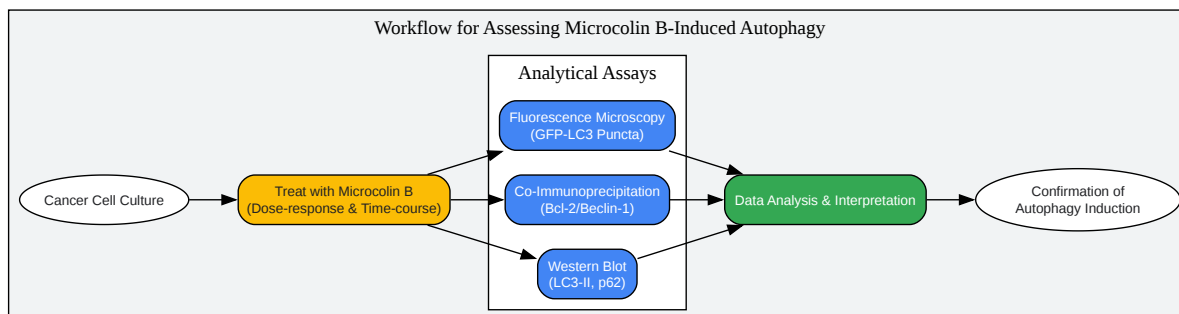 Workflow for Assessing Microcolin B-Induced Autophagy
Analytical Assays
Cancer Cell Culture
Treat with Microcolin B
(Dose-response & Time-course)
Fluorescence Microscopy
(GFP-LC3 Puncta)
Co-Immunoprecipitation
(Bcl-2/Beclin-1)
Western Blot
(LC3-II, p62)
Data Analysis & Interpretation
Confirmation of
Autophagy Induction